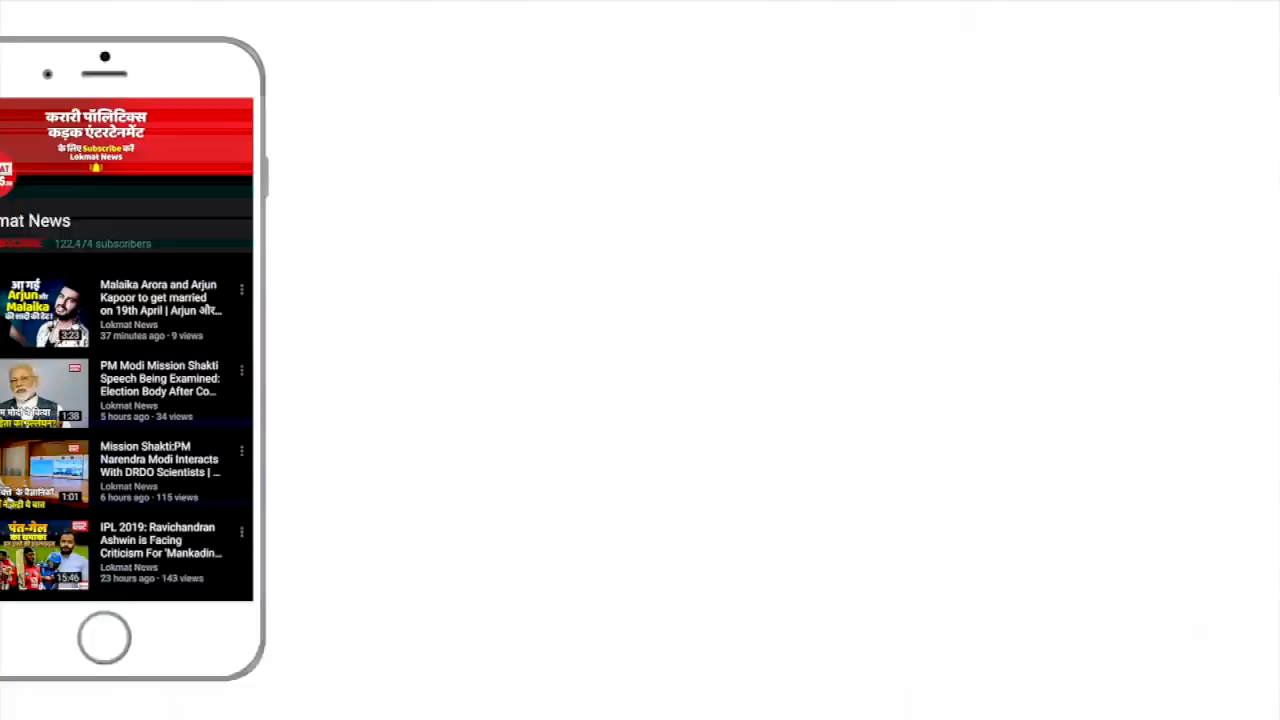 करारी पॉलिटिक्स
कड़क एंटरटेनमेंट
के लिए Subscribe करें
Lokmat News
mat News
122,474 subscribers
आ गई
Arjun और
Malaika
की शादी की डेट!
3:23
Malaika Arora and Arjun
Kapoor to get married
on 19th April | Arjun और...
Lokmat News
37 minutes ago · 9 views
1:38
PM Modi Mission Shakti
Speech Being Examined:
Election Body After Co...
Lokmat News
5 hours ago · 34 views
के वैज्ञानिकों
1:01
Mission Shakti:PM
Narendra Modi Interacts
With DRDO Scientists | ...
Lokmat News
6 hours ago · 115 views
पंत-गेल
का धमाका
15:46
IPL 2019: Ravichandran
Ashwin is Facing
Criticism For 'Mankadin...
Lokmat News
23 hours ago · 143 views